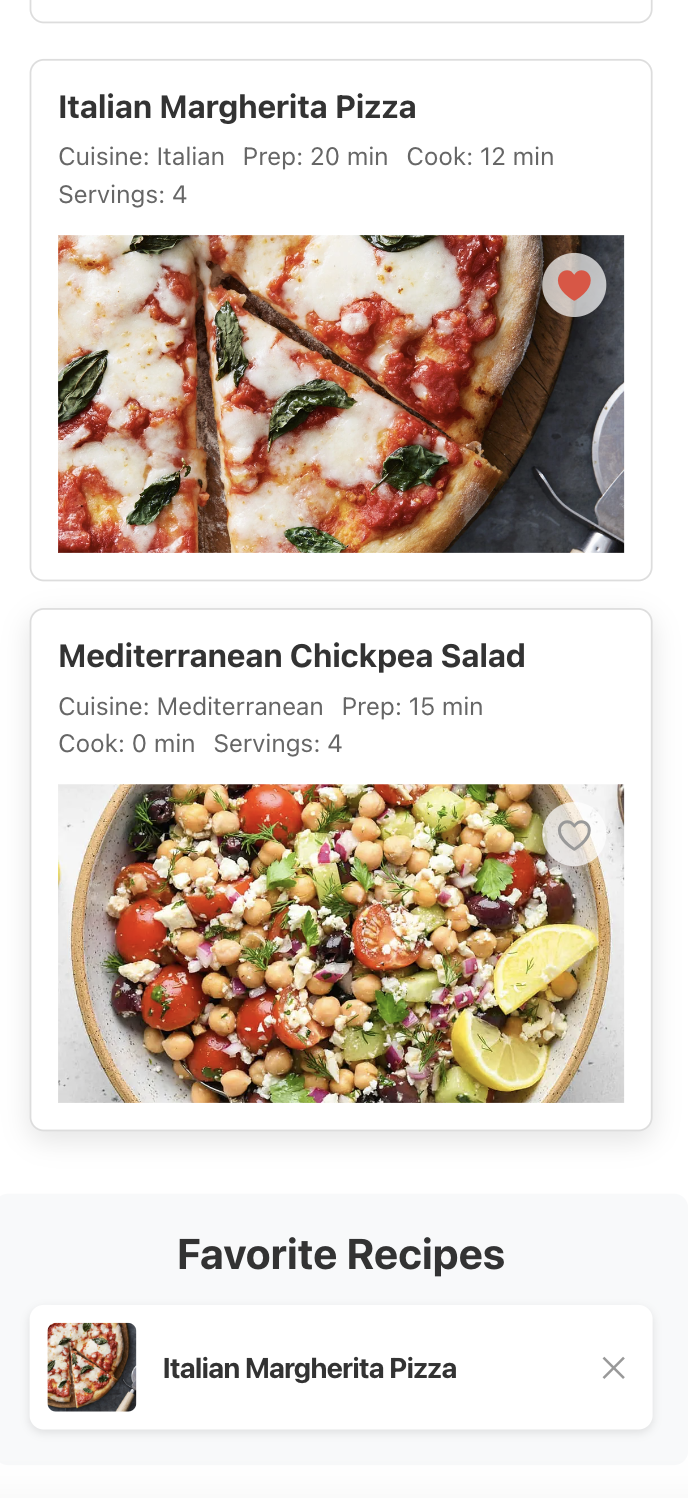 Italian Margherita Pizza
Cuisine: Italian Prep: 20 min Cook: 12 min
Servings: 4
Mediterranean Chickpea Salad
Cuisine: Mediterranean Prep: 15 min
Cook: 0 min Servings: 4
Favorite Recipes
Italian Margherita Pizza